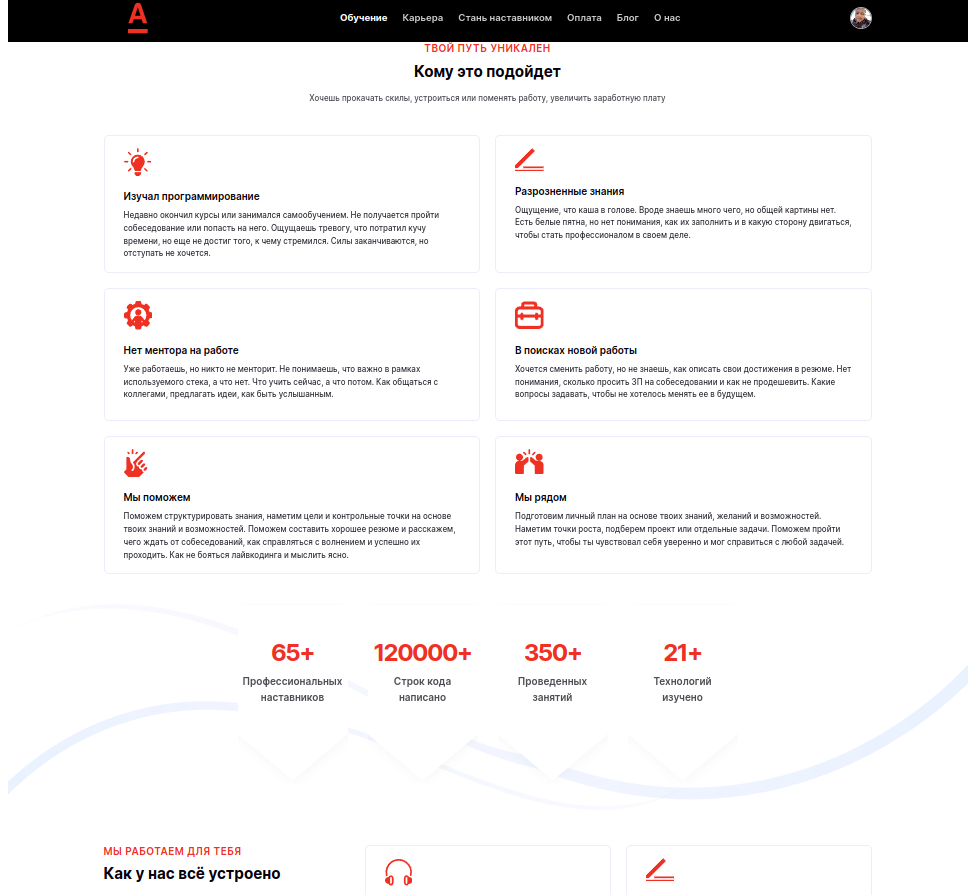 А
Обучение Карьера Стань наставником Оплата Блог О нас
ТВОЙ ПУТЬ УНИКАЛЕН
Кому это подойдет
Хочешь прокачать скилы, устроиться или поменять работу, увеличить заработную плату
Изучал программирование
Недавно окончил курсы или занимался самообучением. Не получается пройти
собеседование или попасть на него. Ощущаешь тревогу, что потратил кучу
времени, но еще не достиг того, к чему стремился. Силы заканчиваются, но
отступать не хочется.
Разрозненные знания
Ощущение, что каша в голове. Вроде знаешь много чего, но общей картины нет.
Есть белые пятна, но нет понимания, как их заполнить и в какую сторону двигаться,
чтобы стать профессионалом в своем деле.
Нет ментора на работе
Уже работаешь, но никто не менторит. Не понимаешь, что важно в рамках
используемого стека, а что нет. Что учить сейчас, а что потом. Как общаться с
коллегами, предлагать идеи, как быть услышанным.
В поисках новой работы
Хочется сменить работу, но не знаешь, как описать свои достижения в резюме. Нет
понимания, сколько просить ЗП на собеседовании и как не продешевить. Какие
вопросы задавать, чтобы не хотелось менять ее в будущем.
Мы поможем
Поможем структурировать знания, наметим цели и контрольные точки на основе
твоих знаний и возможностей. Поможем составить хорошее резюме и расскажем,
чего ждать от собеседований, как справляться с волнением и успешно их
проходить. Как не бояться лайвкодинга и мыслить ясно.
Мы рядом
Подготовим личный план на основе твоих знаний, желаний и возможностей.
Наметим точки роста, подберем проект или отдельные задачи. Поможем пройти
этот путь, чтобы ты чувствовал себя уверенно и мог справиться с любой задачей.
65+ 120000+ 350+ 21+
Профессиональных Строк кода Проведенных Технологий
наставников написано занятий изучено
МЫ РАБОТАЕМ ДЛЯ ТЕБЯ
Как у нас всё устроено